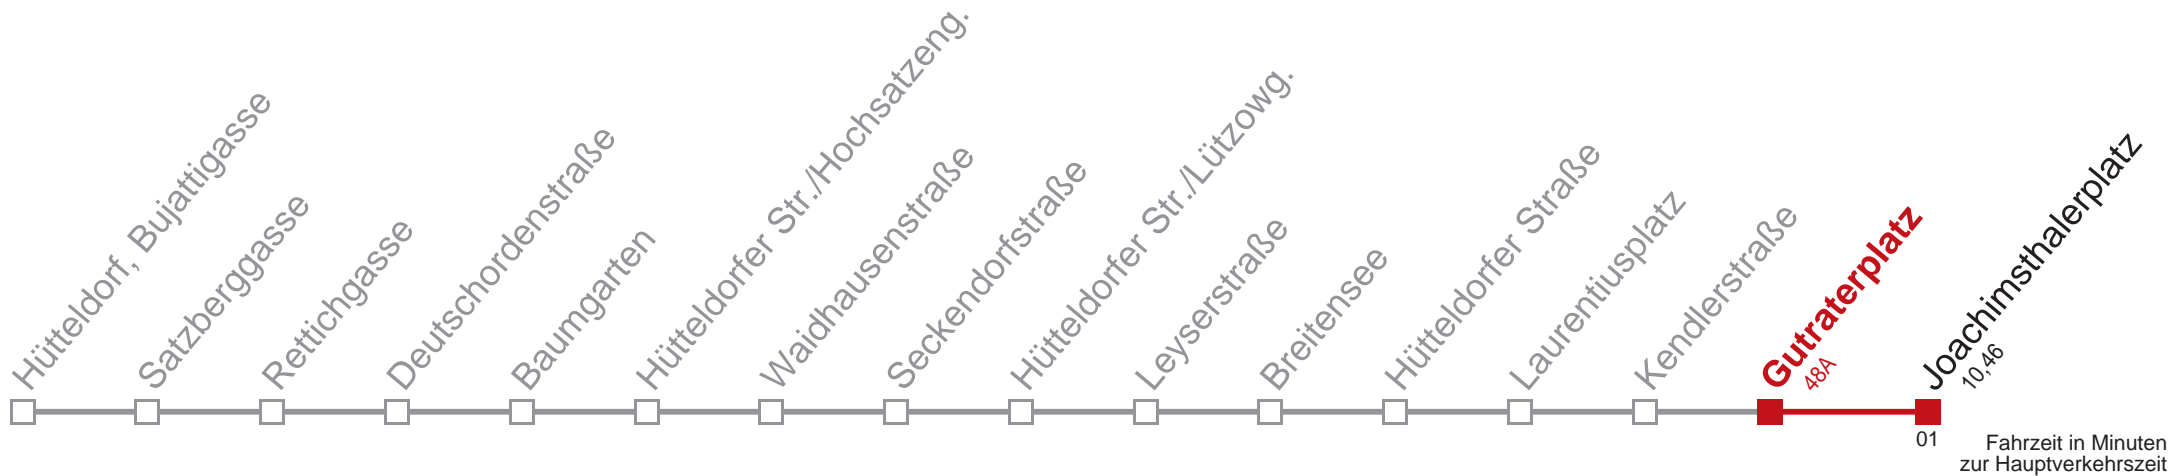 Hütteldorf, Bujattigasse
Satzberggasse
Rettichgasse
Deutschordenstraße
Baumgarten
Hütteldorfer Str./Hochsatzeng.
Waidhausenstraße
Seckendorfstraße
Hütteldorfer Str./Lützowg.
Leyserstraße
Breitensee
Hütteldorfer Straße
Laurentiusplatz
Kendlerstraße
Gutraterplatz
48A
Joachimsthalerplatz
10,46
01
Fahrzeit in Minuten
zur Hauptverkehrszeit